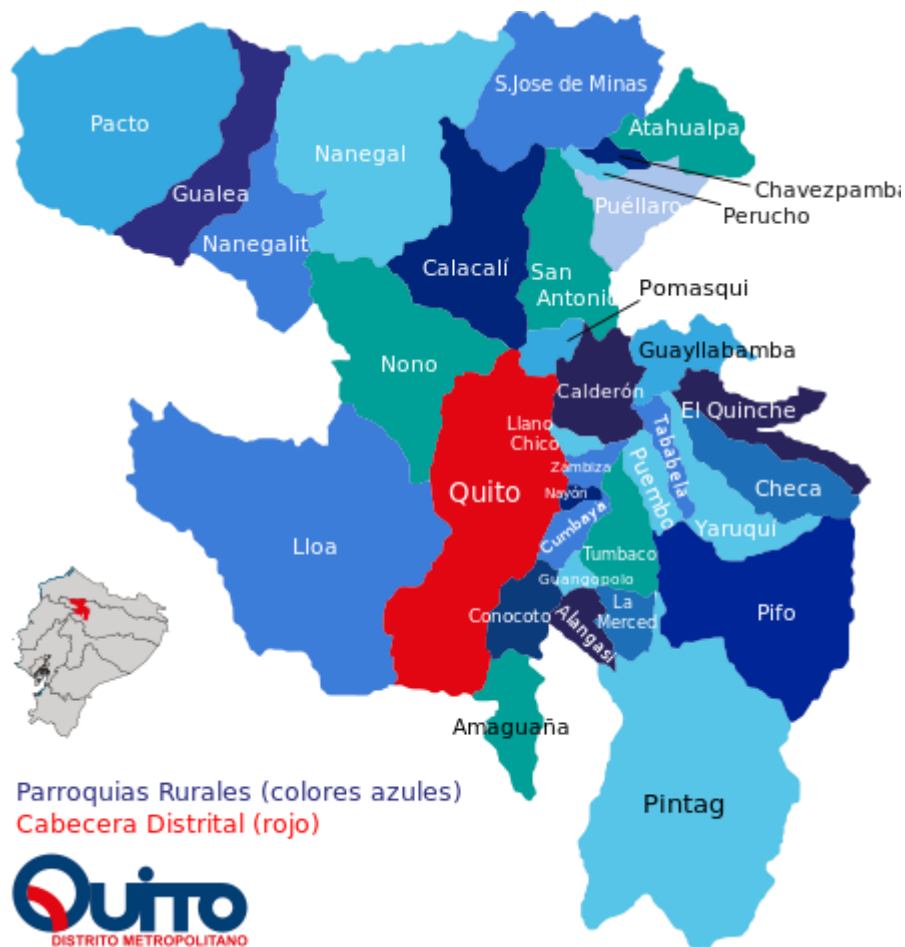 S.Jose de Minas
Pacto
Atahualpa
Nanegal
Gualea
Chavezpamba
Puéllaro
Perucho
Nanegalit
Calacalí
San
Antonio
Pomasqui
Guayllabamba
Nono
Calderón
El Quinche
Llano
Chico
Tababela
Zambiza
Puembo
Checa
Quito
Nayón
Cumbaya
Yaruquí
Lloa
Tumbaco
Guangopolo
La
Merced
Conocoto
Alangasi
Pifo
Amaguaña
Pintag
Parroquias Rurales (colores azules)
Cabecera Distrital (rojo)
QUITO
DISTRITO METROPOLITANO